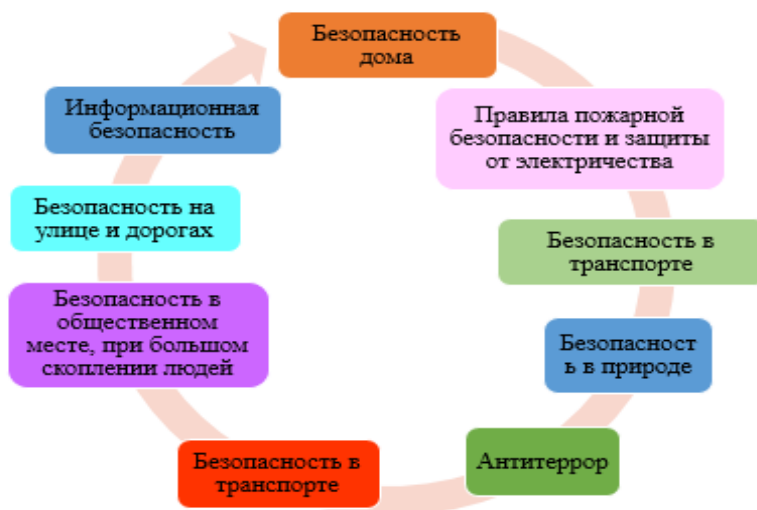 Безопасность
дома
Правила пожарной
безопасности и защиты
от электричества
Безопасность в
транспорте
Безопасност
ь в природе
Антитеррор
Безопасность в
транспорте
Безопасность в
общественном
месте, при большом
скоплении людей
Безопасность на
улице и дорогах
Информационная
безопасность